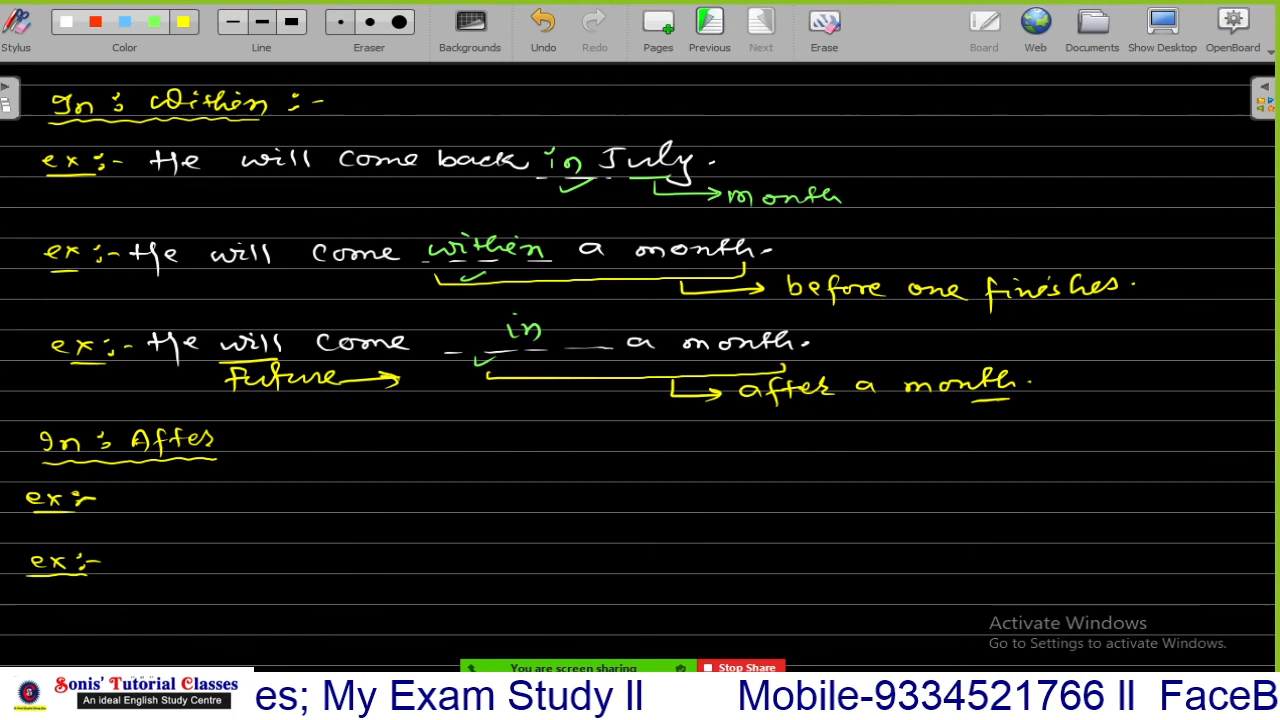 Stylus Color Line Eraser Backgrounds Undo Redo Pages Previous Next Erase Board Web Documents Show Desktop OpenBoard
In : Within :-
ex :- He will come back in July.
month
ex :- He will come within a month.
before one finishes.
ex :- He will come in a month.
Future
after a month.
In : After
ex :-
ex :-
Activate Windows
Go to Settings to activate Windows.
You are screen sharing Stop Share
Sonis' Tutorial Classes
An ideal English Study Centre
es; My Exam Study ll Mobile-9334521766 ll FaceB